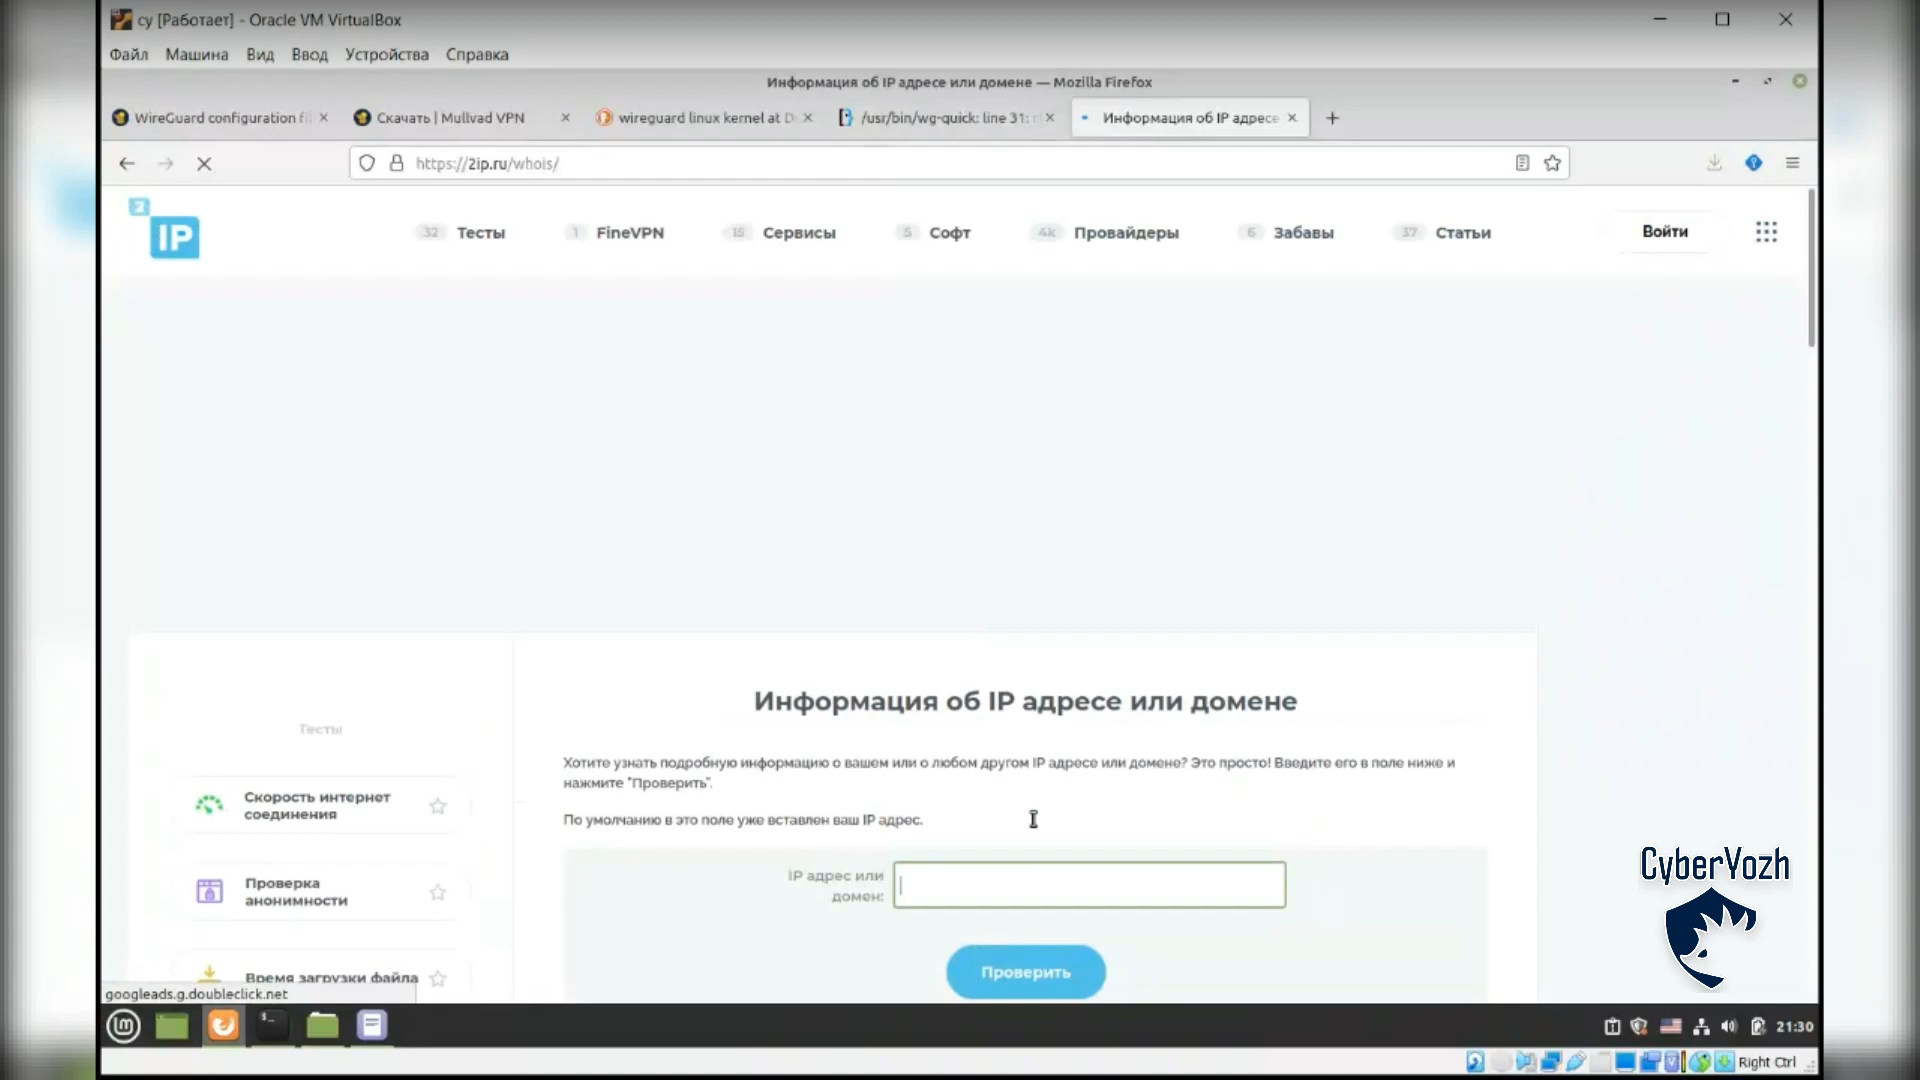 су [Работает] - Oracle VM VirtualBox
Файл Машина Вид Ввод Устройства Справка
Информация об IP адресе или домене — Mozilla Firefox
WireGuard configuration fi
Скачать | Mullvad VPN
wireguard linux kernel at D
/usr/bin/wg-quick: line 31:
Информация об IP адресе
https://2ip.ru/whois/
2 IP
32 Тесты
1 FineVPN
15 Сервисы
5 Софт
4k Провайдеры
6 Забавы
37 Статьи
Войти
Информация об IP адресе или домене
Хотите узнать подробную информацию о вашем или о любом другом IP адресе или домене? Это просто! Введите его в поле ниже и
нажмите "Проверить".
По умолчанию в это поле уже вставлен ваш IP адрес.
IP адрес или
домен:
Проверить
Тесты
Скорость интернет
соединения
Проверка
анонимности
Время загрузки файла
googleads.g.doubleclick.net
CyberYozh
21:30
Right Ctrl